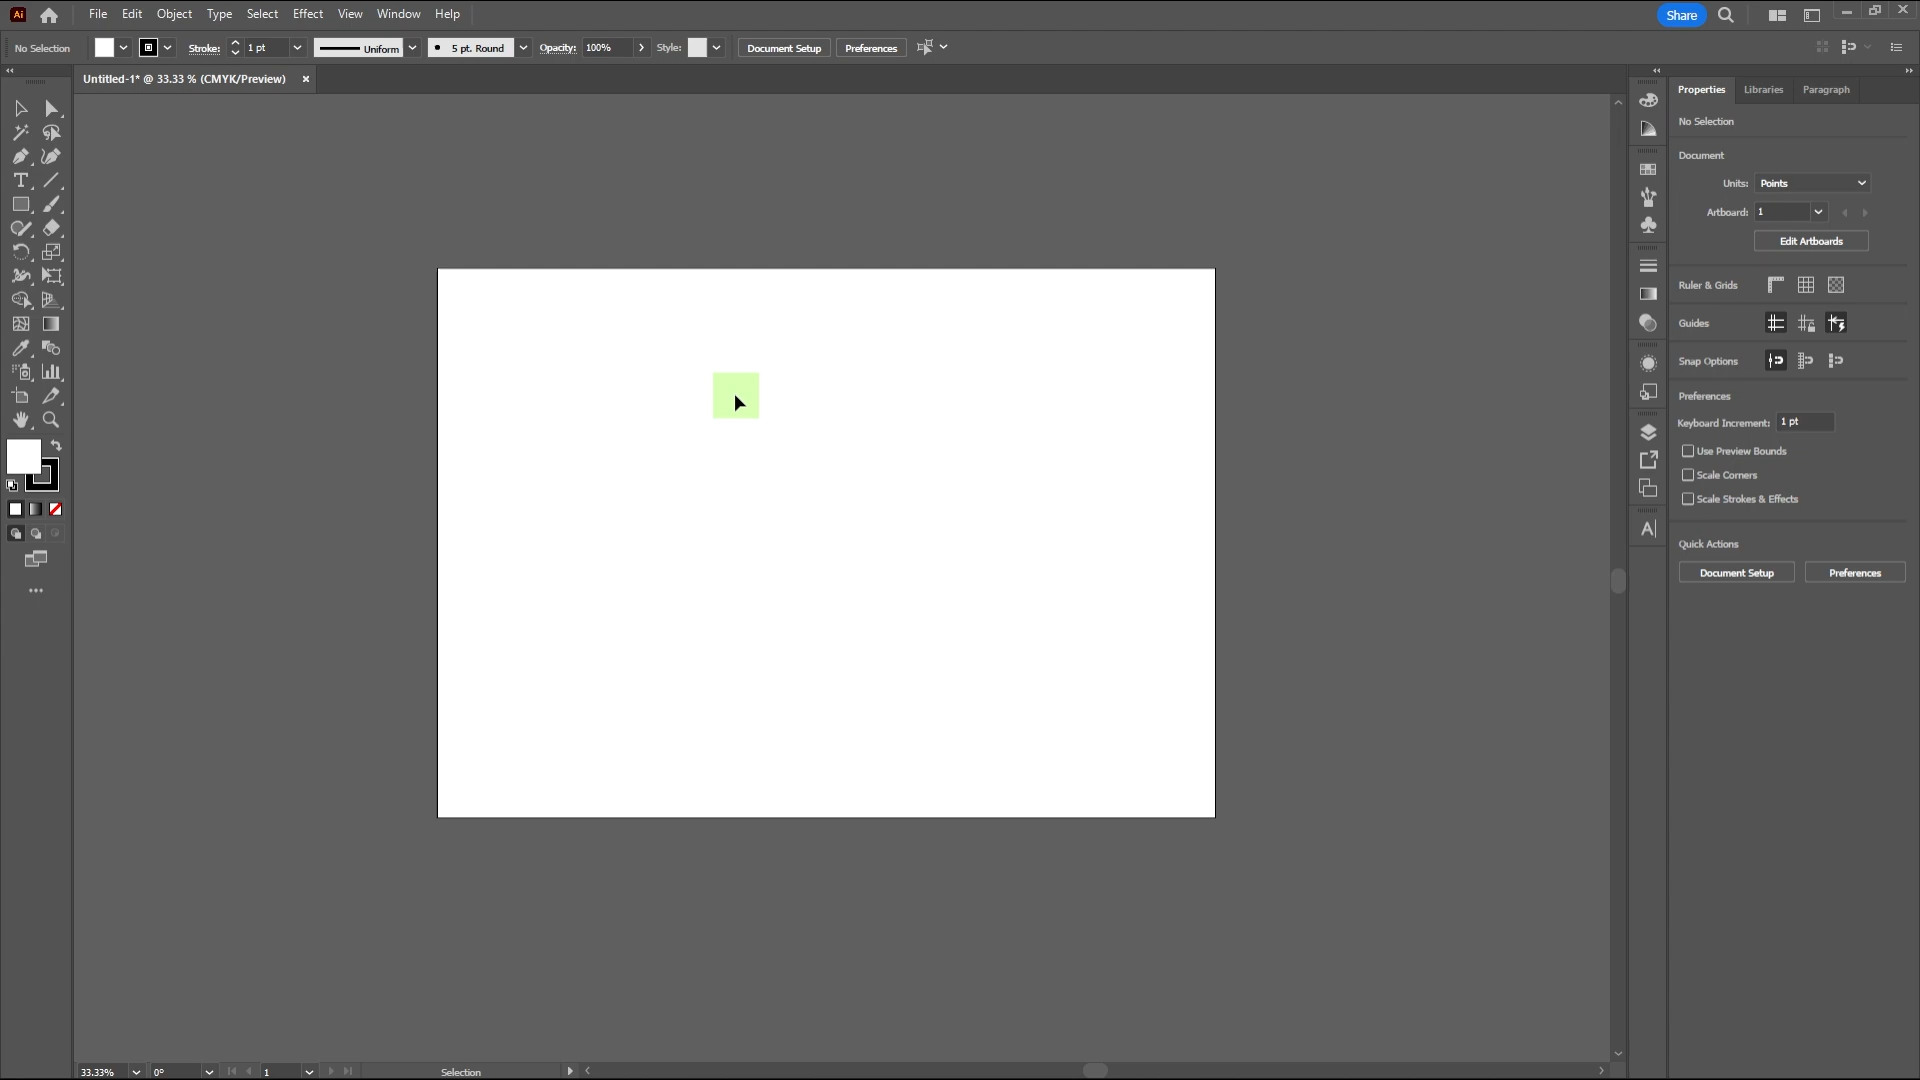 Ai File Edit Object Type Select Effect View Window Help Share
No Selection Stroke: 1 pt Uniform 5 pt. Round Opacity: 100% Style: Document Setup Preferences
Untitled-1* @ 33.33 % (CMYK/Preview) ×
Properties Libraries Paragraph
No Selection
Document
Units: Points
Artboard: 1
Edit Artboards
Ruler & Grids
Guides
Snap Options
Preferences
Keyboard Increment: 1 pt
Use Preview Bounds
Scale Corners
Scale Strokes & Effects
Quick Actions
Document Setup Preferences
33.33% 0° 1 Selection